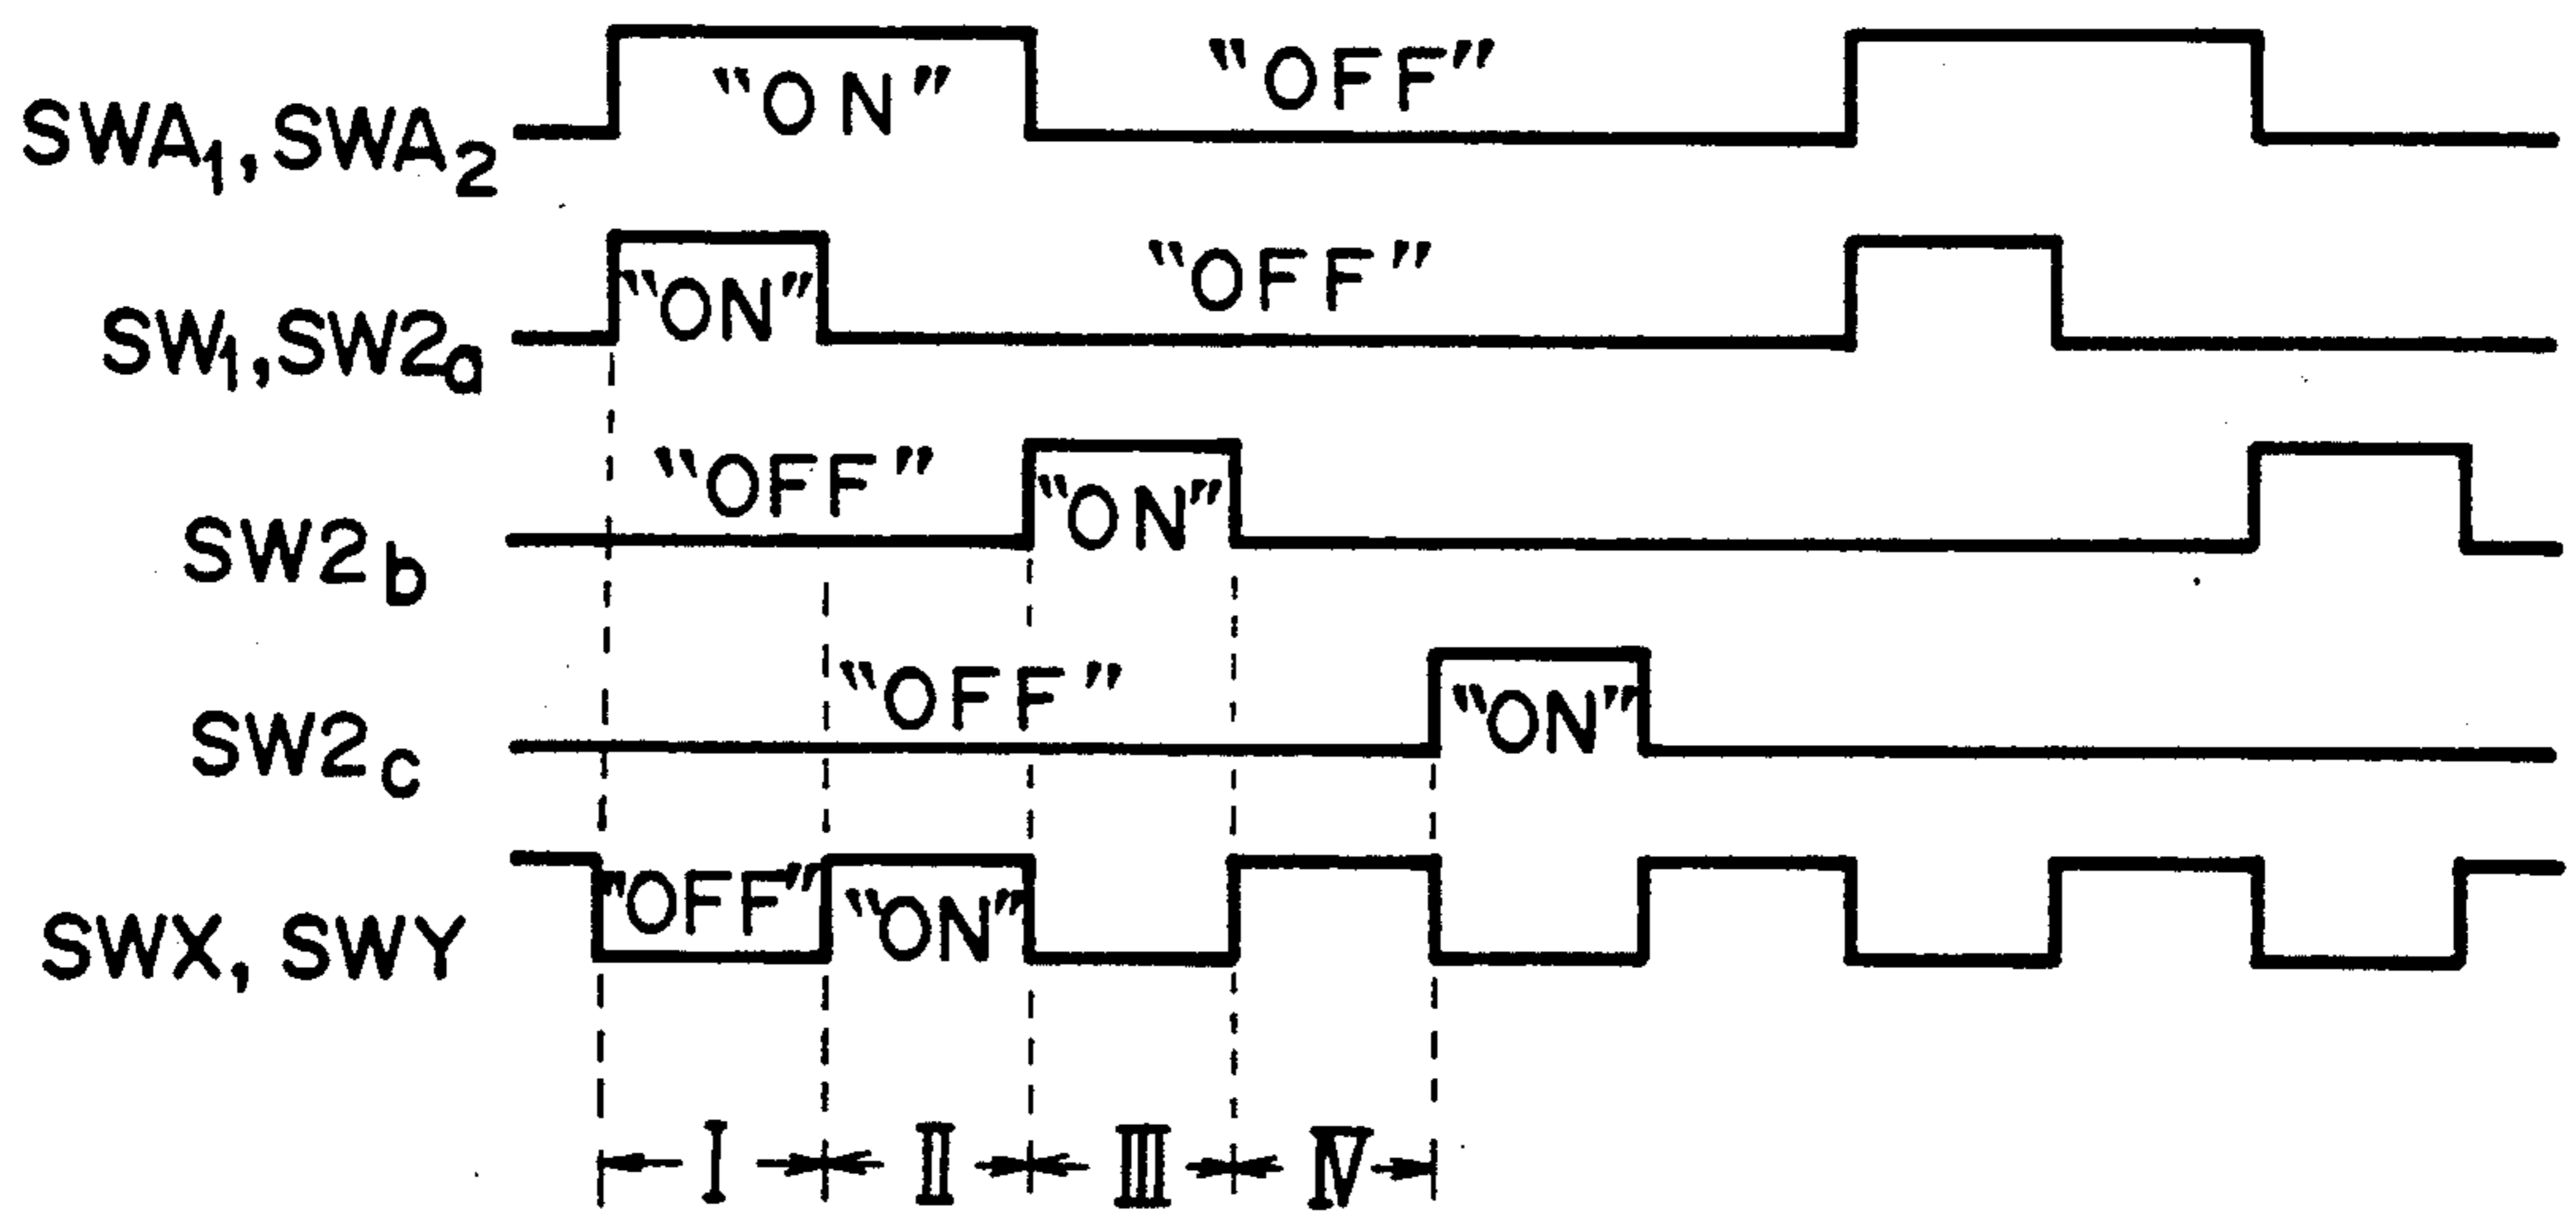 SWA1, SWA2 "ON" "OFF"
SW1, SW2a "ON" "OFF"
SW2b "OFF" "ON"
SW2c "OFF" "ON"
SWX, SWY "OFF" "ON"
I II III IV